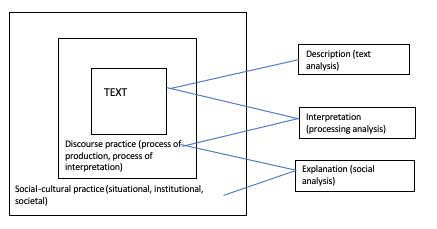 TEXT
Discourse practice (process of
production, process of
interpretation)
Social-cultural practice (situational, institutional,
societal)
Description (text
analysis)
Interpretation
(processing analysis)
Explanation (social
analysis)